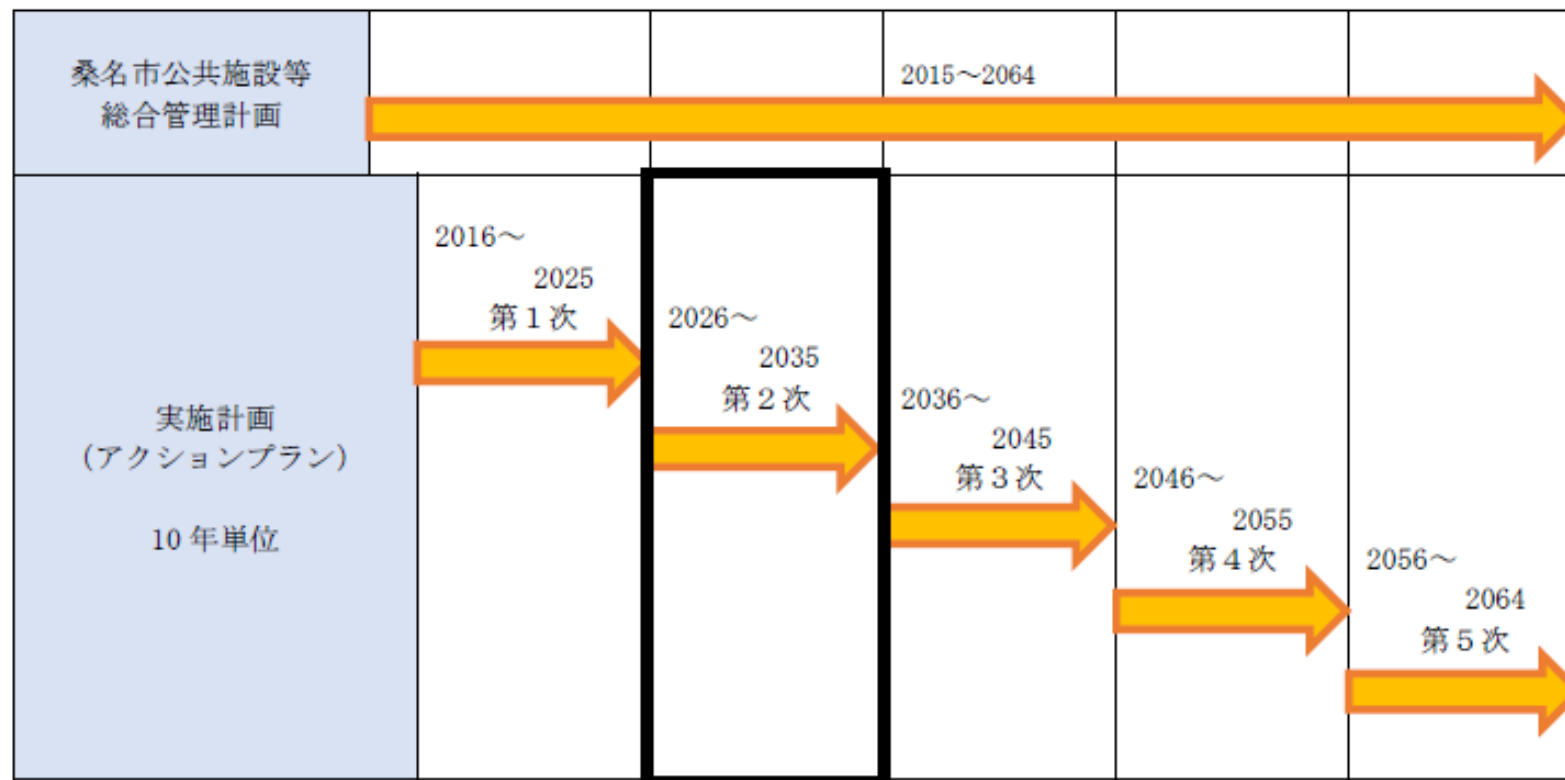 桑名市公共施設等
総合管理計画
2015～2064
実施計画
（アクションプラン）
10 年単位
2016～
2025
第１次
2026～
2035
第２次
2036～
2045
第３次
2046～
2055
第４次
2056～
2064
第５次